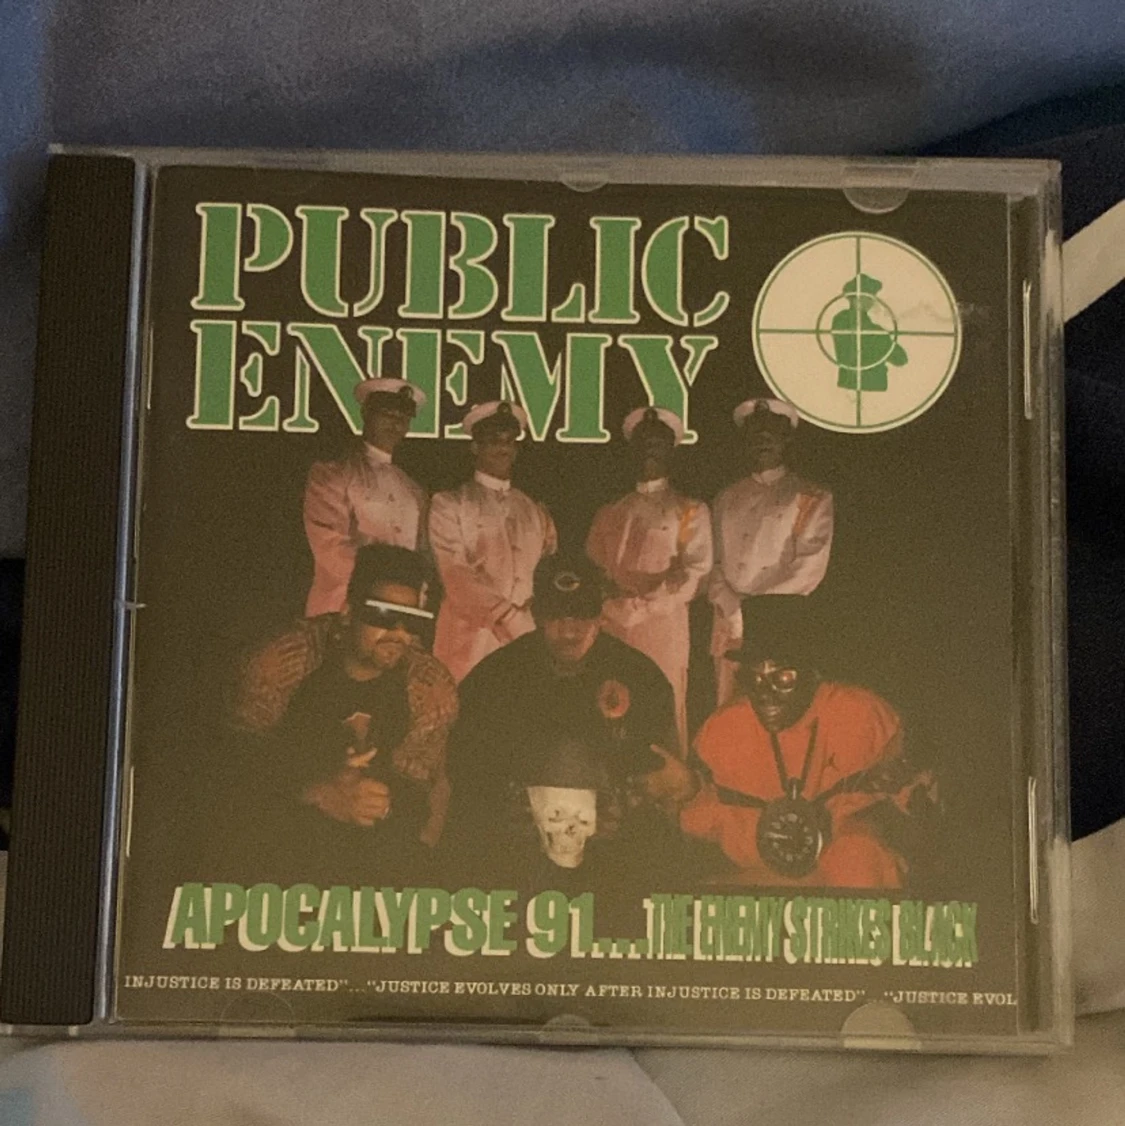 PUBLIC
ENEMY
APOCALYPSE 91....THE ENEMY STRIKES BLACK
INJUSTICE IS DEFEATED"..."JUSTICE EVOLVES ONLY AFTER INJUSTICE IS DEFEATED"..."JUSTICE EVOL